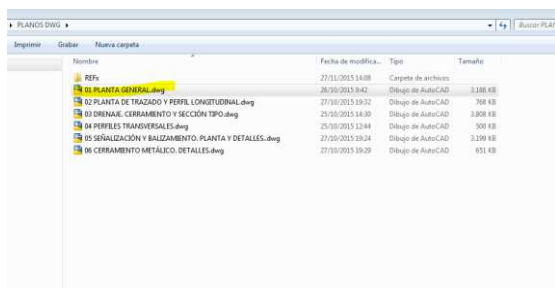 PLANOS DWG
Buscar PLAN
Imprimir Grabar Nueva carpeta
Nombre Fecha de modifica... Tipo Tamaño
REFs 27/11/2015 14:08 Carpeta de archivos
01 PLANTA GENERAL.dwg 26/10/2015 9:42 Dibujo de AutoCAD 3.186 KB
02 PLANTA DE TRAZADO Y PERFIL LONGITUDINAL.dwg 27/10/2015 19:32 Dibujo de AutoCAD 768 KB
03 DRENAJE. CERRAMIENTO Y SECCIÓN TIPO.dwg 25/10/2015 14:30 Dibujo de AutoCAD 3.808 KB
04 PERFILES TRANSVERSALES.dwg 25/10/2015 12:44 Dibujo de AutoCAD 500 KB
05 SEÑALIZACIÓN Y BALIZAMIENTO. PLANTA Y DETALLES..dwg 27/10/2015 19:24 Dibujo de AutoCAD 3.199 KB
06 CERRAMIENTO METÁLICO. DETALLES.dwg 27/10/2015 19:29 Dibujo de AutoCAD 651 KB